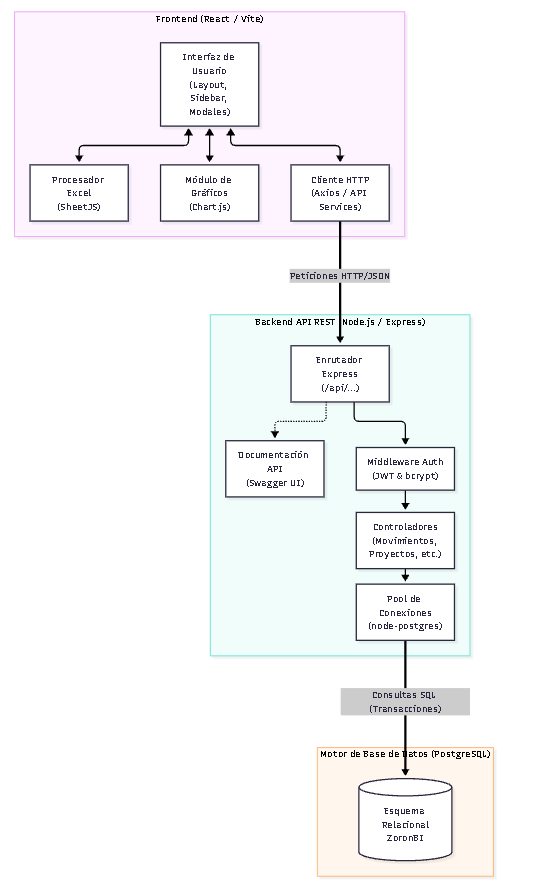 Frontend (React / Vite)
Interfaz de
Usuario
(Layout,
Sidebar,
Modales)
Procesador
Excel
(SheetJS)
Módulo de
Gráficos
(Chart.js)
Cliente HTTP
(Axios / API
Services)
Peticiones HTTP/JSON
Backend API REST (Node.js / Express)
Enrutador
Express
(/api/...)
Documentación
API
(Swagger UI)
Middleware Auth
(JWT & bcrypt)
Controladores
(Movimientos,
Proyectos, etc.)
Pool de
Conexiones
(node-postgres)
Consultas SQL
(Transacciones)
Motor de Base de Datos (PostgreSQL)
Esquema
Relacional
ZoronBI